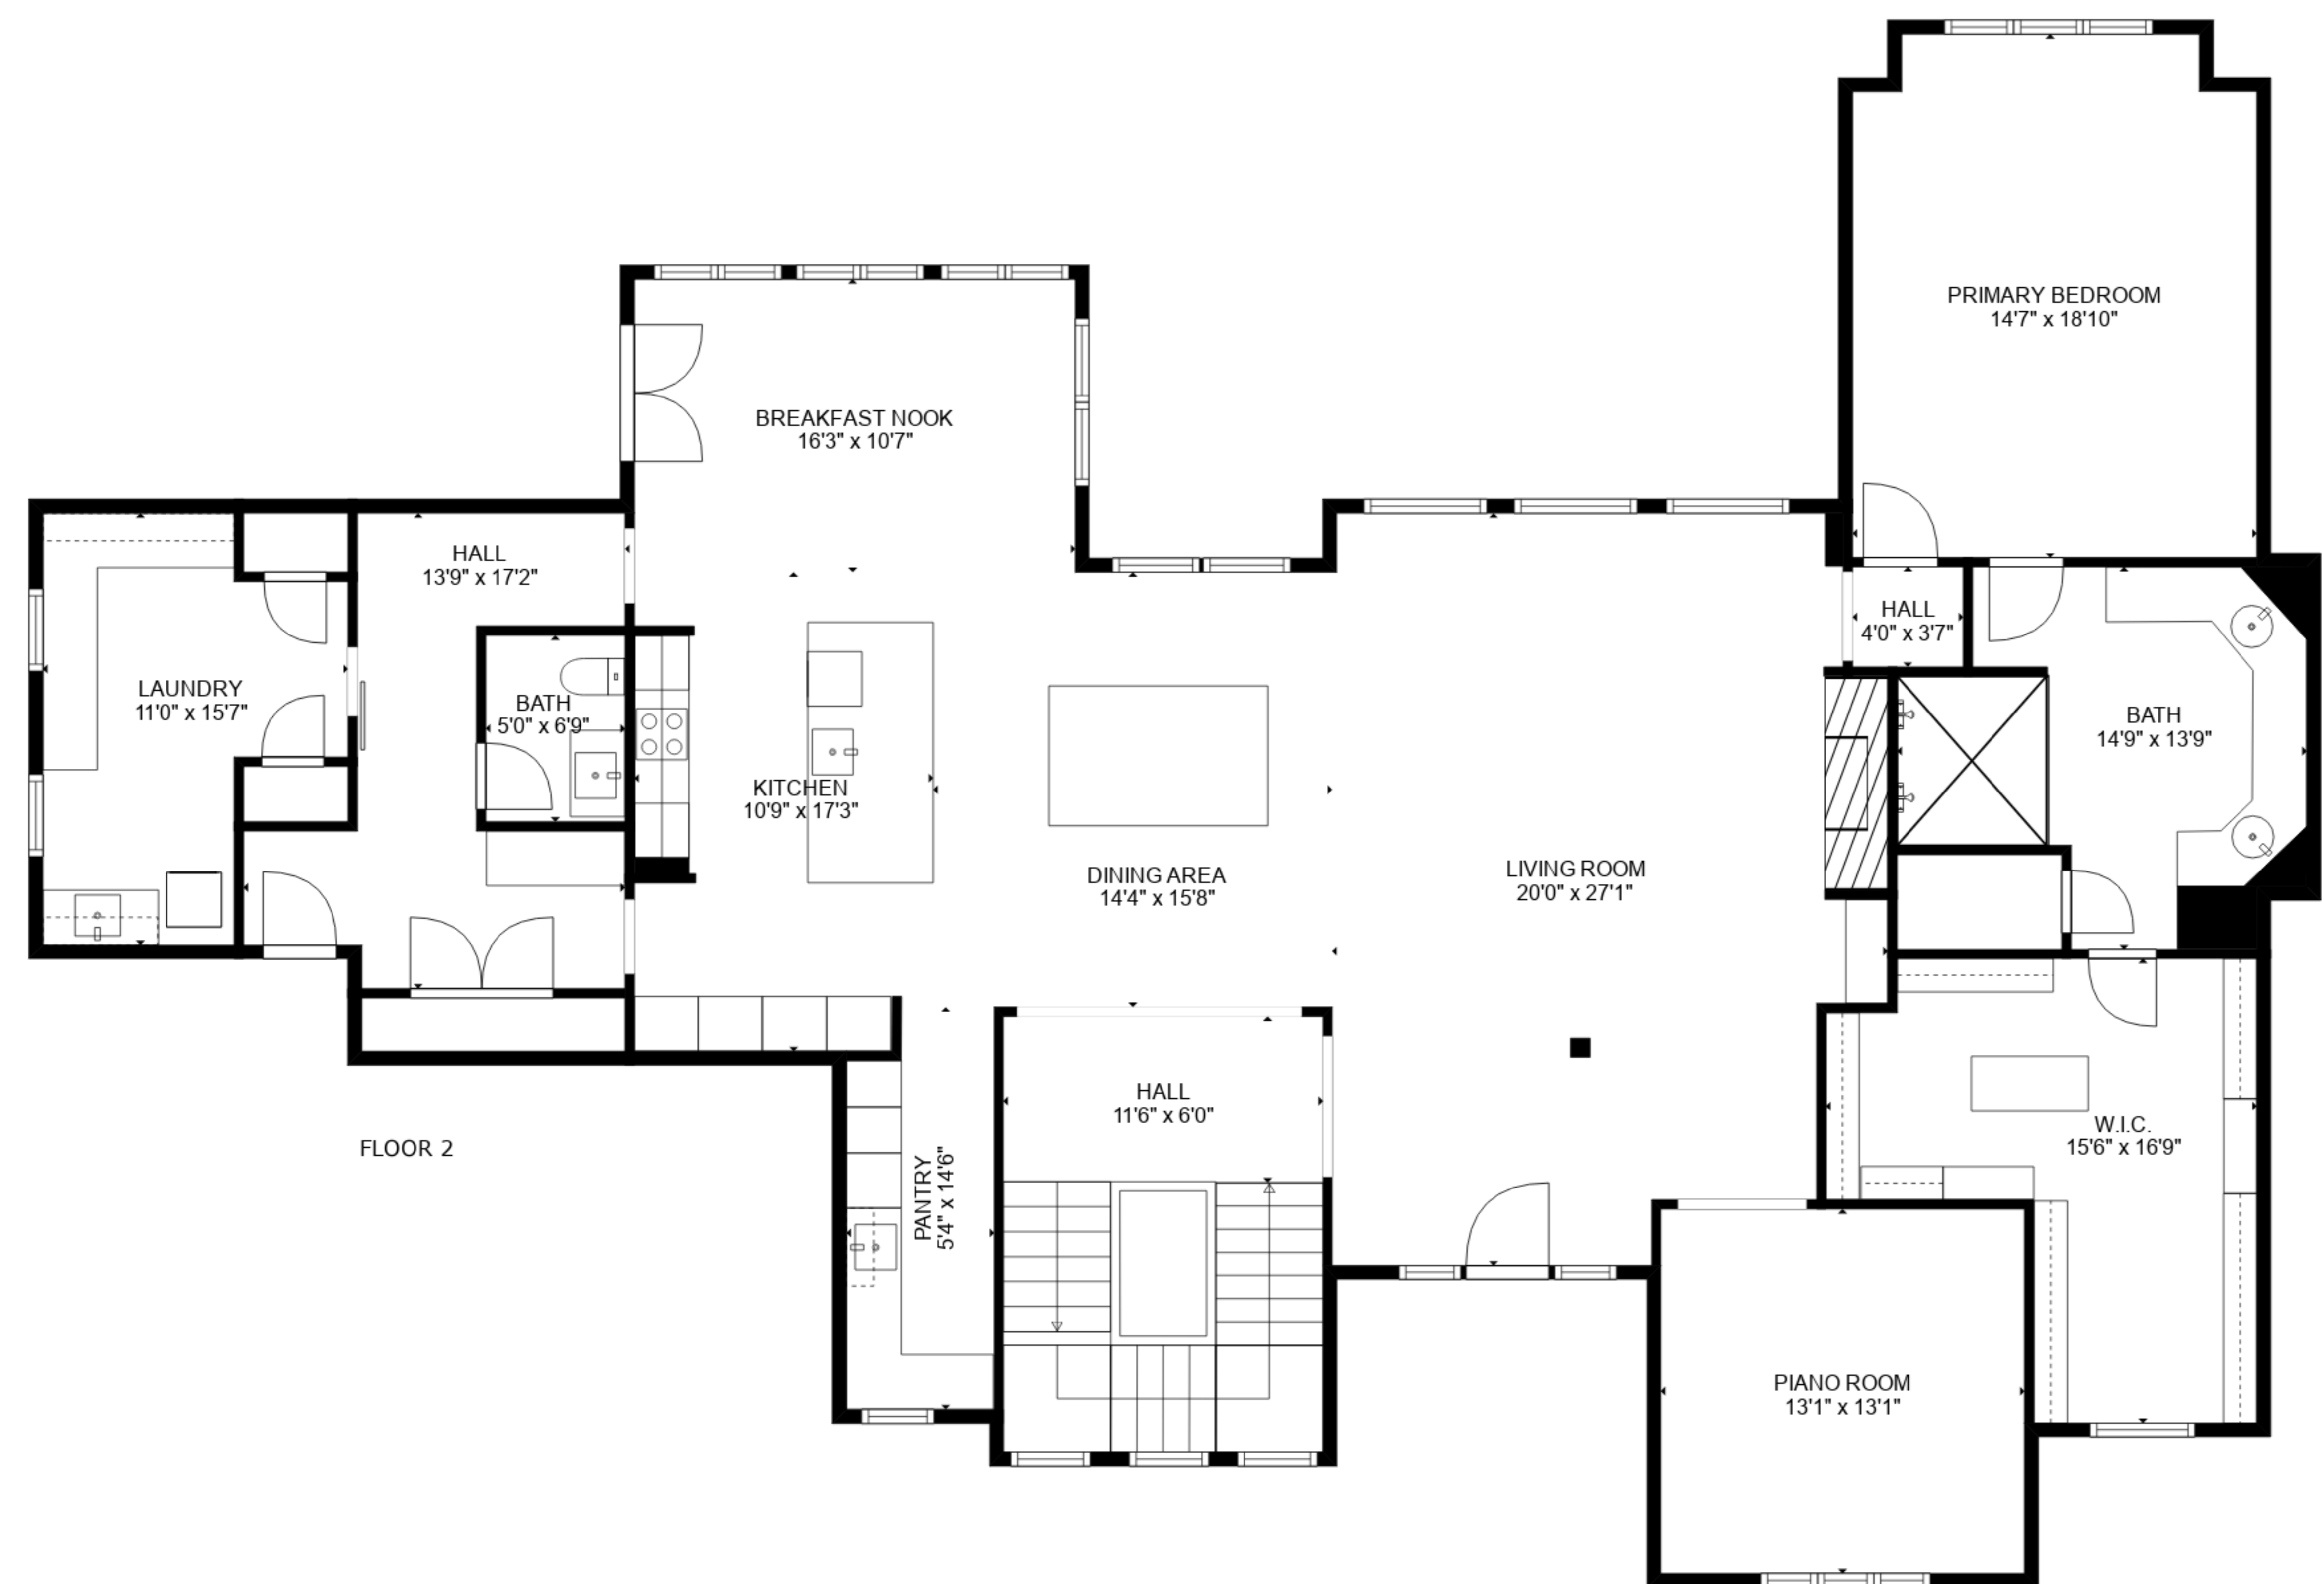 PRIMARY BEDROOM
14'7" x 18'10"
BREAKFAST NOOK
16'3" x 10'7"
HALL
13'9" x 17'2"
HALL
4'0" x 3'7"
LAUNDRY
11'0" x 15'7"
BATH
5'0" x 6'9"
BATH
14'9" x 13'9"
KITCHEN
10'9" x 17'3"
DINING AREA
14'4" x 15'8"
LIVING ROOM
20'0" x 27'1"
HALL
11'6" x 6'0"
W.I.C.
15'6" x 16'9"
FLOOR 2
PANTRY
5'4" x 14'6"
PIANO ROOM
13'1" x 13'1"